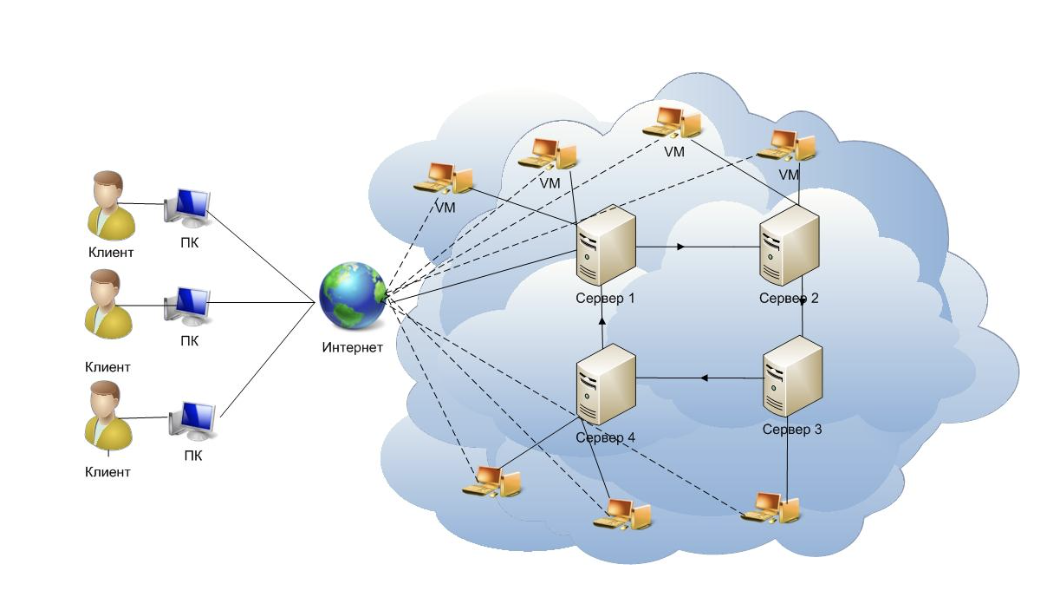 VM
VM
VM
VM
Клиент
ПК
Клиент
ПК
Клиент
ПК
Интернет
Сервер 1
Сервер 2
Сервер 4
Сервер 3